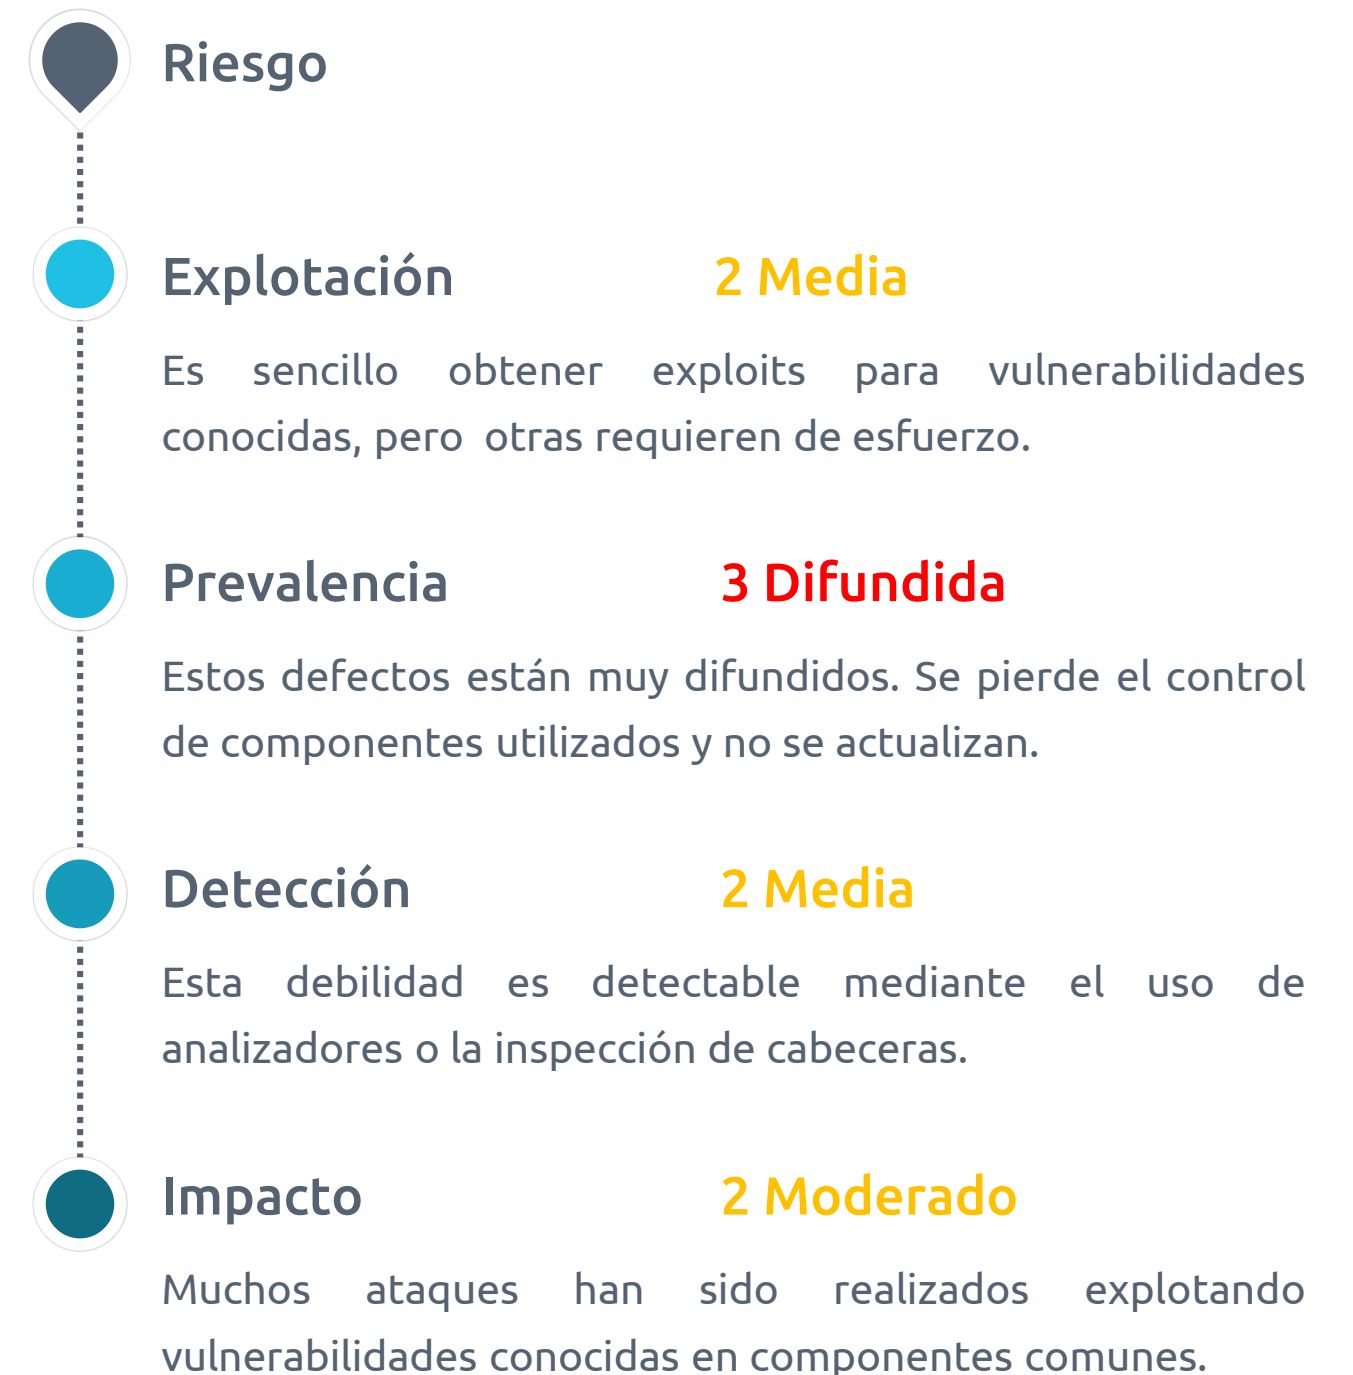 Riesgo
Explotación 2 Media
Es sencillo obtener exploits para vulnerabilidades
conocidas, pero otras requieren de esfuerzo.
Prevalencia 3 Difundida
Estos defectos están muy difundidos. Se pierde el control
de componentes utilizados y no se actualizan.
Detección 2 Media
Esta debilidad es detectable mediante el uso de
analizadores o la inspección de cabeceras.
Impacto 2 Moderado
Muchos ataques han sido realizados explotando
vulnerabilidades conocidas en componentes comunes.